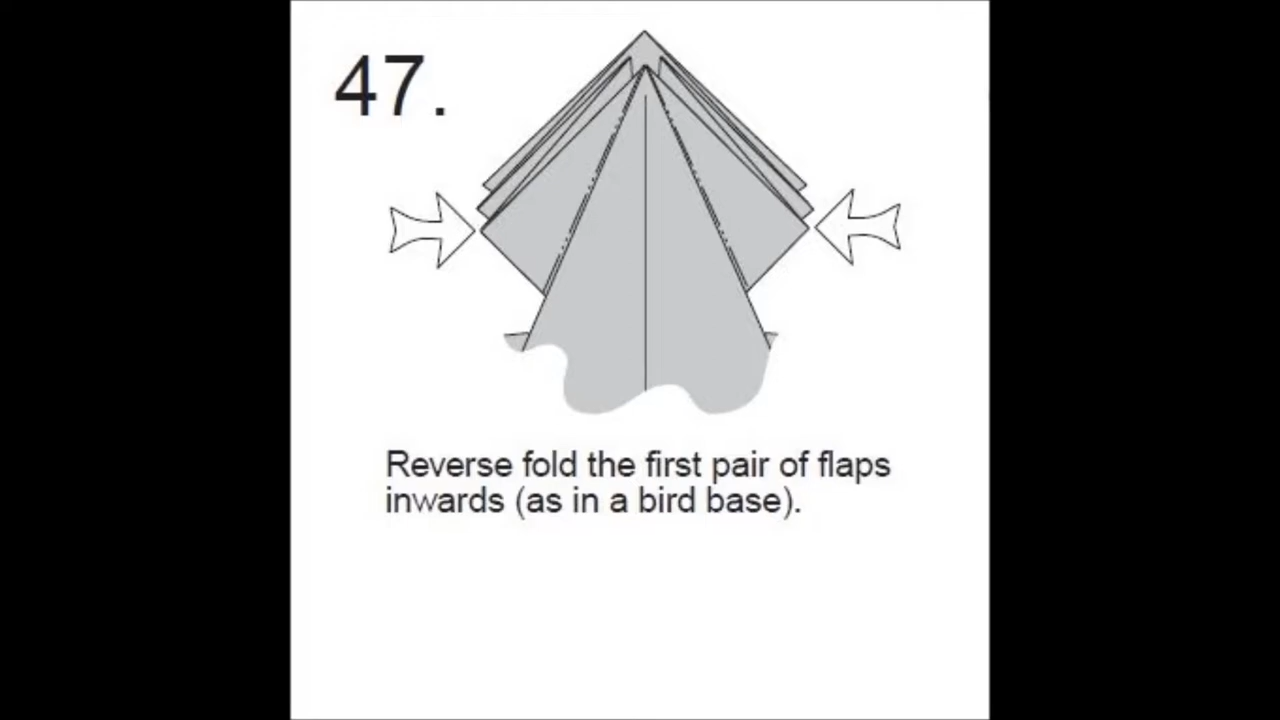 47.
Reverse fold the first pair of flaps
inwards (as in a bird base).